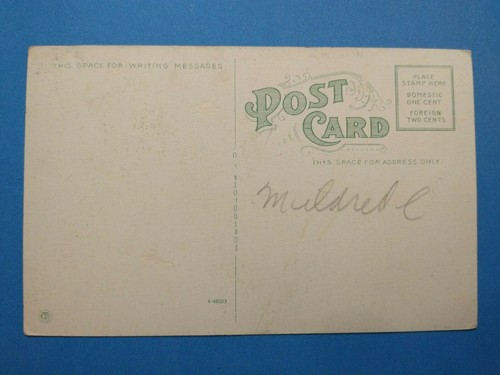 THIS SPACE FOR WRITING MESSAGES
POST
CARD
THIS SPACE FOR ADDRESS ONLY
PLACE
STAMP HERE
DOMESTIC
ONE CENT
FOREIGN
TWO CENTS
Mildred C